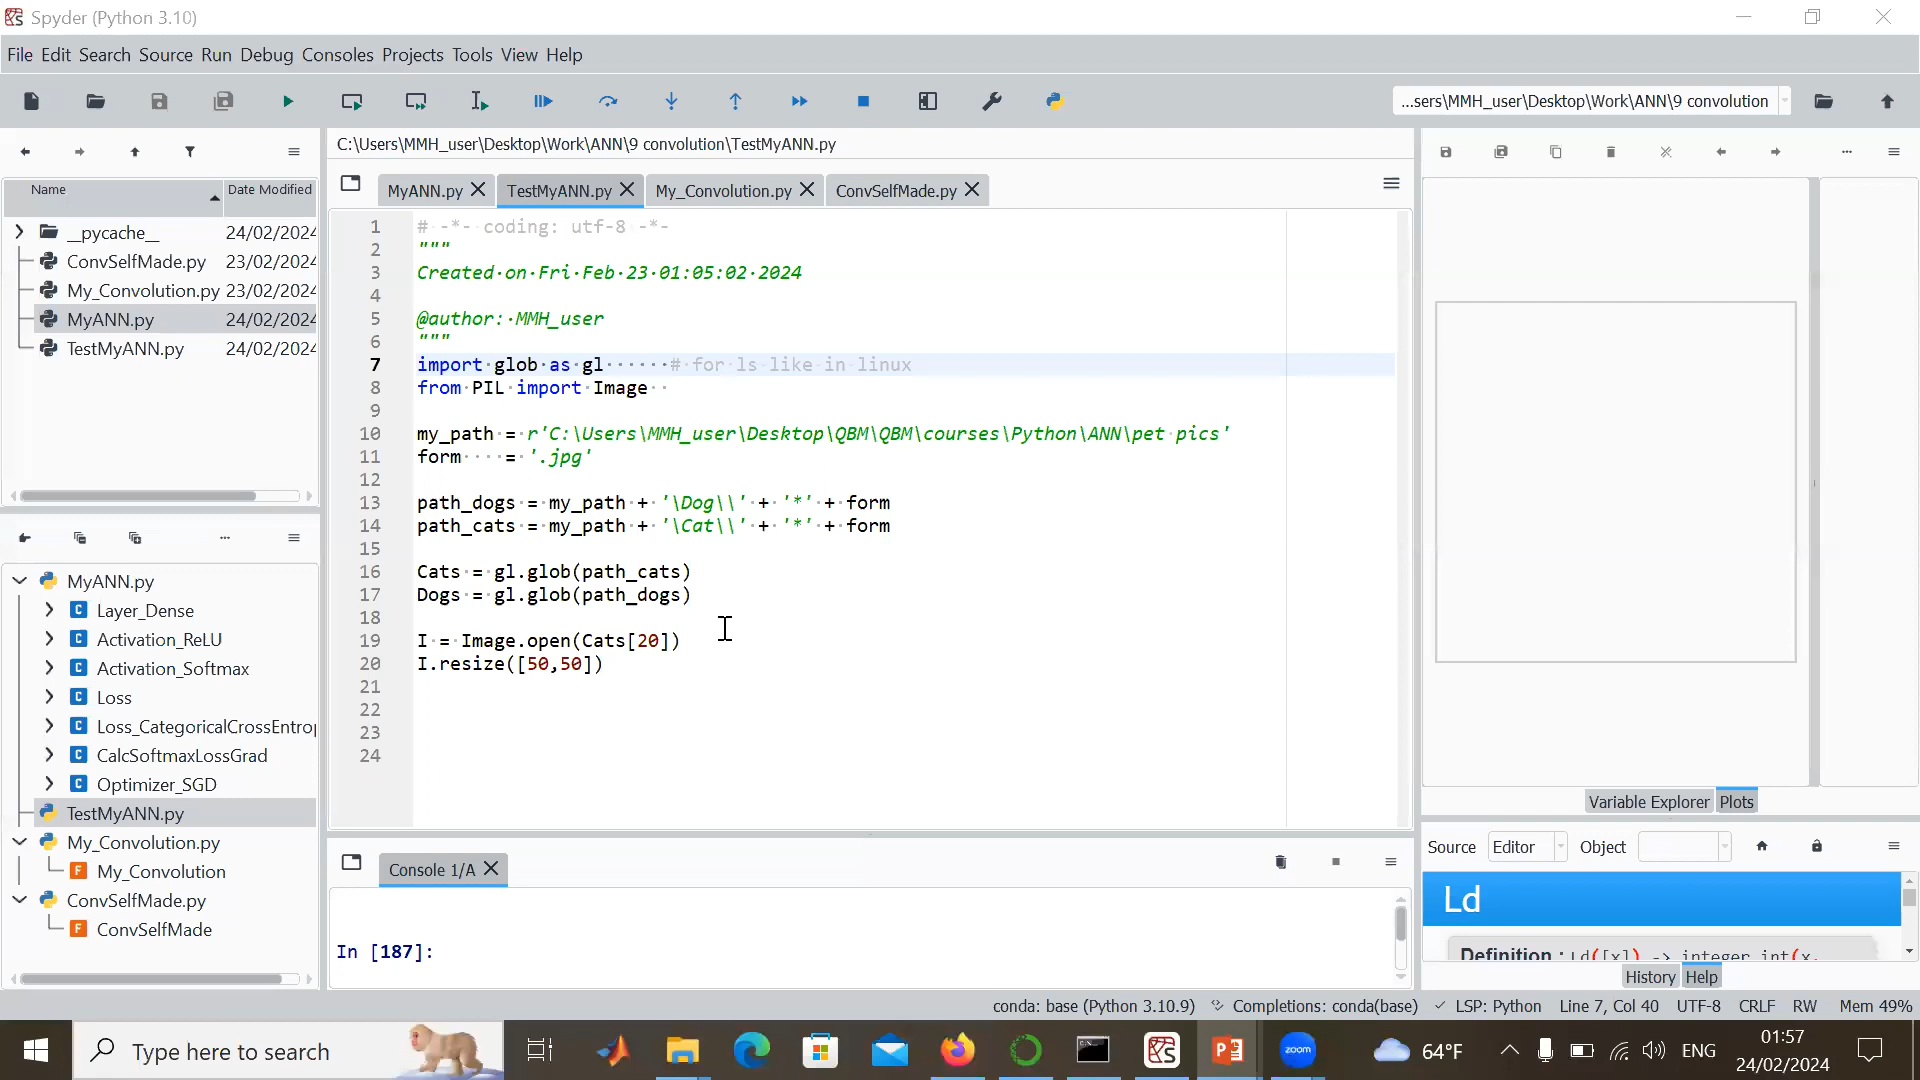 Spyder (Python 3.10)
File Edit Search Source Run Debug Consoles Projects Tools View Help
...sers\MMH_user\Desktop\Work\ANN\9 convolution
C:\Users\MMH_user\Desktop\Work\ANN\9 convolution\TestMyANN.py
MyANN.py TestMyANN.py My_Convolution.py ConvSelfMade.py
Name Date Modified
__pycache__ 24/02/2024
ConvSelfMade.py 23/02/2024
My_Convolution.py 23/02/2024
MyANN.py 24/02/2024
TestMyANN.py 24/02/2024
MyANN.py
Layer_Dense
Activation_ReLU
Activation_Softmax
Loss
Loss_CategoricalCrossEntrop
CalcSoftmaxLossGrad
Optimizer_SGD
TestMyANN.py
My_Convolution.py
My_Convolution
ConvSelfMade.py
ConvSelfMade
1 # -*- coding: utf-8 -*-
2 """
3 Created on Fri Feb 23 01:05:02 2024
4
5 @author: MMH_user
6 """
7 import glob as gl      # for ls like in linux
8 from PIL import Image
9
10 my_path = r'C:\Users\MMH_user\Desktop\QBM\QBM\courses\Python\ANN\pet pics'
11 form    = '.jpg'
12
13 path_dogs = my_path + '\Dog\\' + '*' + form
14 path_cats = my_path + '\Cat\\' + '*' + form
15
16 Cats = gl.glob(path_cats)
17 Dogs = gl.glob(path_dogs)
18
19 I = Image.open(Cats[20])
20 I.resize([50,50])
21
22
23
24
Console 1/A
In [187]:
Variable Explorer Plots
Source Editor Object
Ld
Definition : Ld([x]) -> integer int(x,
History Help
conda: base (Python 3.10.9) Completions: conda(base) LSP: Python Line 7, Col 40 UTF-8 CRLF RW Mem 49%
Type here to search
zoom
64°F
ENG
01:57
24/02/2024